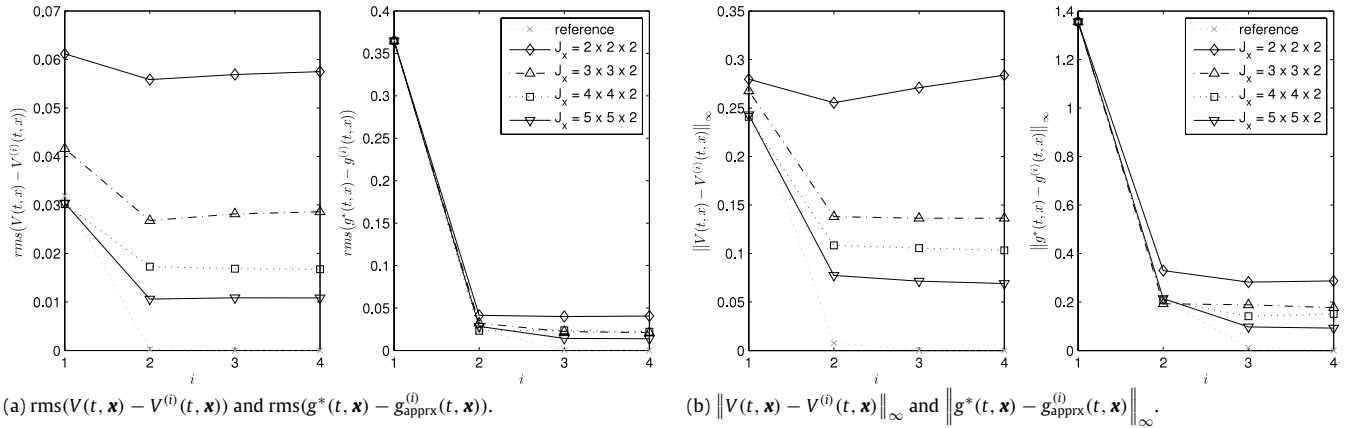 0.07
0.06
0.05
0.04
0.03
0.02
0.01
0
1 2 3 4
i
rms(V(t, x) − V^(i)(t, x))
0.4
0.35
0.3
0.25
0.2
0.15
0.1
0.05
0
1 2 3 4
i
rms(g*(t, x) − g^(i)(t, x))
reference
J_x = 2 x 2 x 2
J_x = 3 x 3 x 2
J_x = 4 x 4 x 2
J_x = 5 x 5 x 2
0.35
0.3
0.25
0.2
0.15
0.1
0.05
0
1 2 3 4
i
‖V(t, x) − V^(i)(t, x)‖_∞
1.4
1.2
1
0.8
0.6
0.4
0.2
0
1 2 3 4
i
‖g*(t, x) − g^(i)(t, x)‖_∞
reference
J_x = 2 x 2 x 2
J_x = 3 x 3 x 2
J_x = 4 x 4 x 2
J_x = 5 x 5 x 2
(a) rms(V(t, x) − V^(i)(t, x)) and rms(g*(t, x) − g^(i)_apprx(t, x)).
(b) ‖V(t, x) − V^(i)(t, x)‖_∞ and ‖g*(t, x) − g^(i)_apprx(t, x)‖_∞.